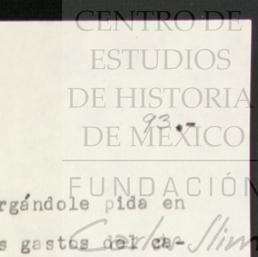 CENTRO DE
ESTUDIOS
DE HISTORIA
DE MÉXICO
93.-
FUNDACIÓN
Carlos Slim
rgándole pida en
s gastos del ca-